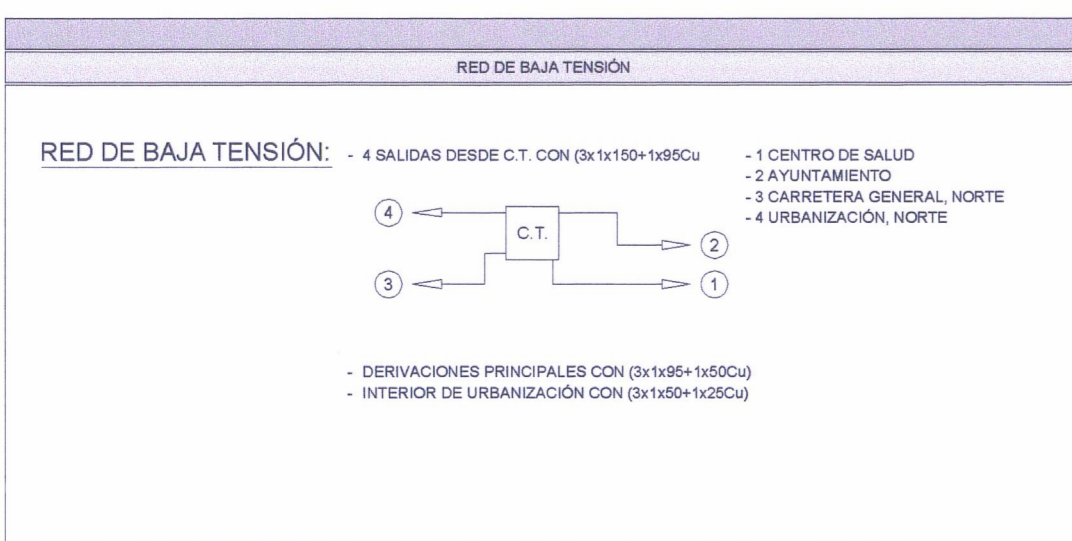 RED DE BAJA TENSIÓN
RED DE BAJA TENSIÓN:
- 4 SALIDAS DESDE C.T. CON (3x1x150+1x95Cu
- 1 CENTRO DE SALUD
- 2 AYUNTAMIENTO
- 3 CARRETERA GENERAL, NORTE
- 4 URBANIZACIÓN, NORTE
4
C.T.
2
3
1
- DERIVACIONES PRINCIPALES CON (3x1x95+1x50Cu)
- INTERIOR DE URBANIZACIÓN CON (3x1x50+1x25Cu)